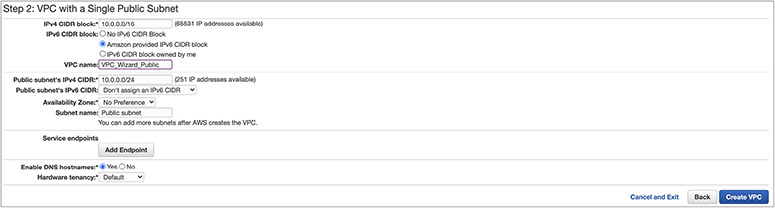 Step 2: VPC with a Single Public Subnet
IPv4 CIDR block:* 10.0.0.0/16 (65531 IP addresses available)
IPv6 CIDR block: No IPv6 CIDR Block
Amazon provided IPv6 CIDR block
IPv6 CIDR block owned by me
VPC name: VPC_Wizard_Public
Public subnet's IPv4 CIDR:* 10.0.0.0/24 (251 IP addresses available)
Public subnet's IPv6 CIDR: Don't assign an IPv6 CIDR
Availability Zone:* No Preference
Subnet name: Public subnet
You can add more subnets after AWS creates the VPC.
Service endpoints
Add Endpoint
Enable DNS hostnames:* Yes No
Hardware tenancy:* Default
Cancel and Exit Back Create VPC